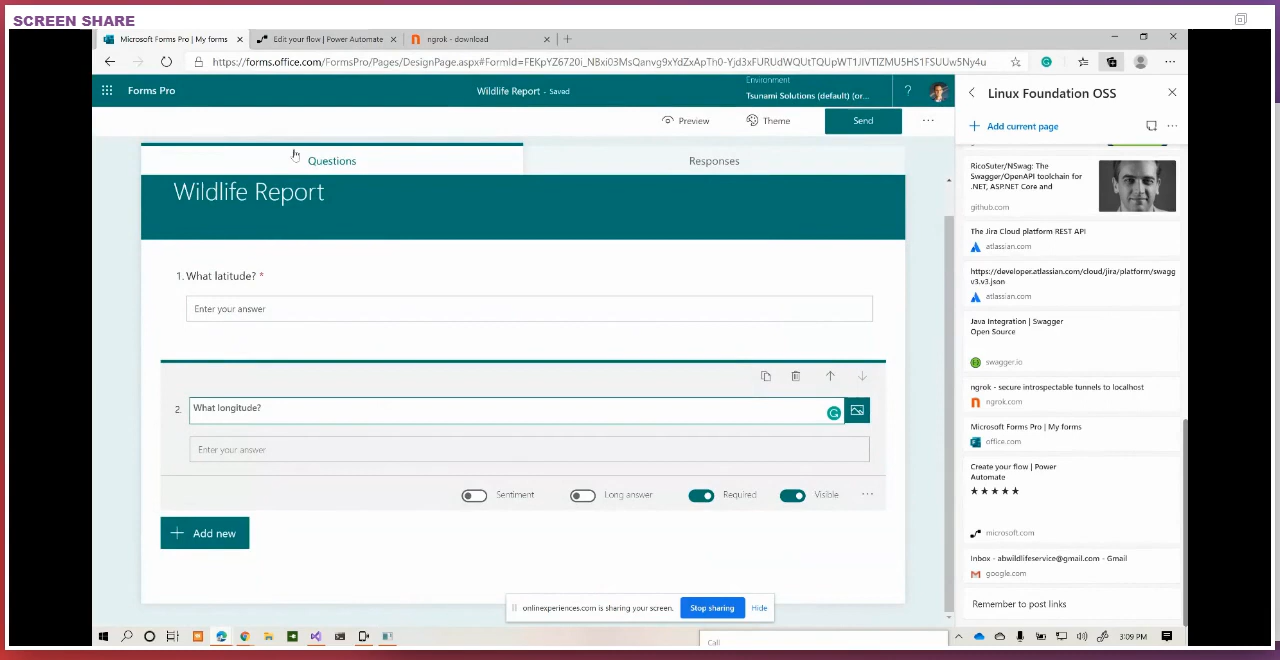 SCREEN SHARE
Microsoft Forms Pro | My forms
Edit your flow | Power Automate
ngrok - download
https://forms.office.com/FormsPro/Pages/DesignPage.aspx#FormId=
Forms Pro
Wildlife Report - Saved
Environment
Tsunami Solutions (default) (or...
Preview
Theme
Send
Questions
Responses
Wildlife Report
1. What latitude? *
Enter your answer
2. What longitude?
Enter your answer
Sentiment
Long answer
Required
Visible
Add new
onlinexperiences.com is sharing your screen.
Stop sharing
Hide
Linux Foundation OSS
Add current page
RicoSuter/NSwag: The
Swagger/OpenAPI toolchain for
.NET, ASP.NET Core and
github.com
The Jira Cloud platform REST API
atlassian.com
https://developer.atlassian.com/cloud/jira/platform/swagg
v3.v3.json
atlassian.com
Java Integration | Swagger
Open Source
swagger.io
ngrok - secure introspectable tunnels to localhost
ngrok.com
Microsoft Forms Pro | My forms
office.com
Create your flow | Power
Automate
★★★★★
microsoft.com
Inbox - abwildlifeservice@gmail.com - Gmail
google.com
Remember to post links
Call
3:09 PM